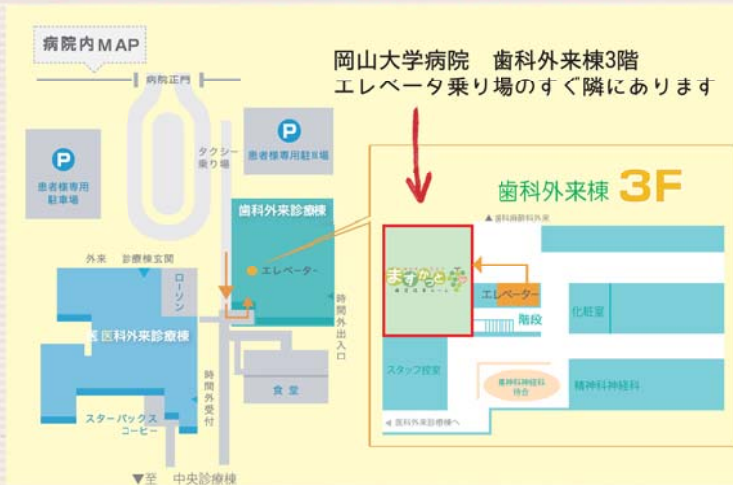 病院内MAP
岡山大学病院　歯科外来棟3階
エレベータ乗り場のすぐ隣にあります
病院正門
P
患者様専用
駐車場
タクシー
乗り場
P
患者様専用駐車場
歯科外来診療棟
エレベーター
外来　診療棟玄関
ローソン
医科外来診療棟
時間外出入口
食堂
時間外受付
スターバックス
コーヒー
▼至　中央診療棟
歯科外来棟 3F
▲歯科麻酔科外来
ますかっと
エレベーター
階段
化粧室
スタッフ控室
精神科神経科
待合
精神科神経科
◀ 医科外来診療棟へ